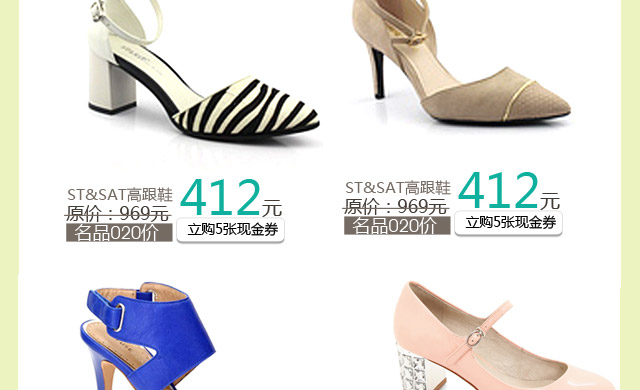 ST&SAT高跟鞋
412元
原价：969元
名品020价
立购5张现金券
ST&SAT高跟鞋
412元
原价：969元
名品020价
立购5张现金券